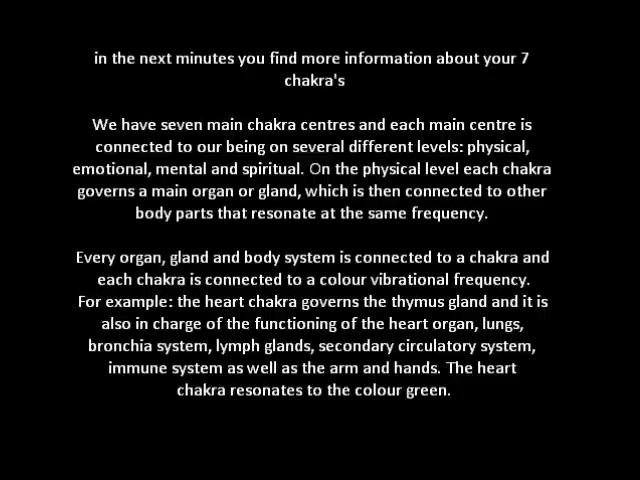 in the next minutes you find more information about your 7
chakra's
We have seven main chakra centres and each main centre is
connected to our being on several different levels: physical,
emotional, mental and spiritual. On the physical level each chakra
governs a main organ or gland, which is then connected to other
body parts that resonate at the same frequency.
Every organ, gland and body system is connected to a chakra and
each chakra is connected to a colour vibrational frequency.
For example: the heart chakra governs the thymus gland and it is
also in charge of the functioning of the heart organ, lungs,
bronchia system, lymph glands, secondary circulatory system,
immune system as well as the arm and hands. The heart
chakra resonates to the colour green.